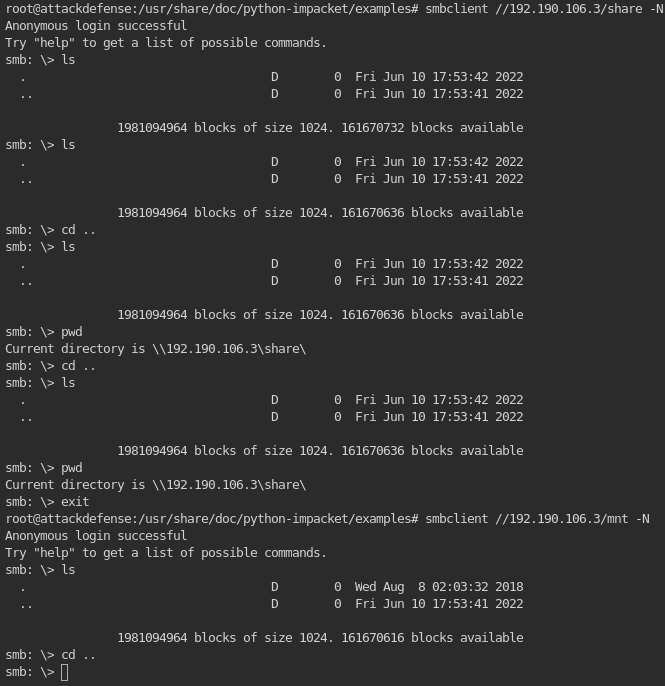 root@attackdefense:/usr/share/doc/python-impacket/examples# smbclient //192.190.106.3/share -N
Anonymous login successful
Try "help" to get a list of possible commands.
smb: \> ls
  .                                   D        0  Fri Jun 10 17:53:42 2022
  ..                                  D        0  Fri Jun 10 17:53:41 2022

                1981094964 blocks of size 1024. 161670732 blocks available
smb: \> ls
  .                                   D        0  Fri Jun 10 17:53:42 2022
  ..                                  D        0  Fri Jun 10 17:53:41 2022

                1981094964 blocks of size 1024. 161670636 blocks available
smb: \> cd ..
smb: \> ls
  .                                   D        0  Fri Jun 10 17:53:42 2022
  ..                                  D        0  Fri Jun 10 17:53:41 2022

                1981094964 blocks of size 1024. 161670636 blocks available
smb: \> pwd
Current directory is \\192.190.106.3\share\
smb: \> cd ..
smb: \> ls
  .                                   D        0  Fri Jun 10 17:53:42 2022
  ..                                  D        0  Fri Jun 10 17:53:41 2022

                1981094964 blocks of size 1024. 161670636 blocks available
smb: \> pwd
Current directory is \\192.190.106.3\share\
smb: \> exit
root@attackdefense:/usr/share/doc/python-impacket/examples# smbclient //192.190.106.3/mnt -N
Anonymous login successful
Try "help" to get a list of possible commands.
smb: \> ls
  .                                   D        0  Wed Aug  8 02:03:32 2018
  ..                                  D        0  Fri Jun 10 17:53:41 2022

                1981094964 blocks of size 1024. 161670616 blocks available
smb: \> cd ..
smb: \>